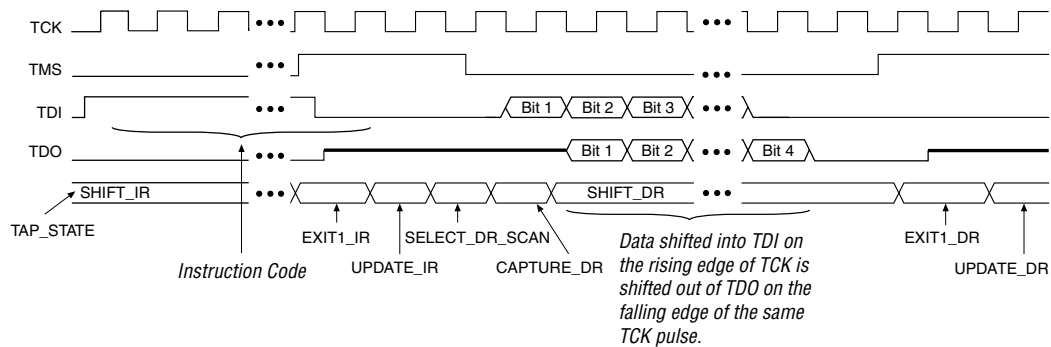 TCK
TMS
TDI
Bit 1 Bit 2 Bit 3
TDO
Bit 1 Bit 2 Bit 4
SHIFT_IR SHIFT_DR
TAP_STATE
EXIT1_IR SELECT_DR_SCAN EXIT1_DR
UPDATE_IR CAPTURE_DR UPDATE_DR
Instruction Code
Data shifted into TDI on
the rising edge of TCK is
shifted out of TDO on the
falling edge of the same
TCK pulse.